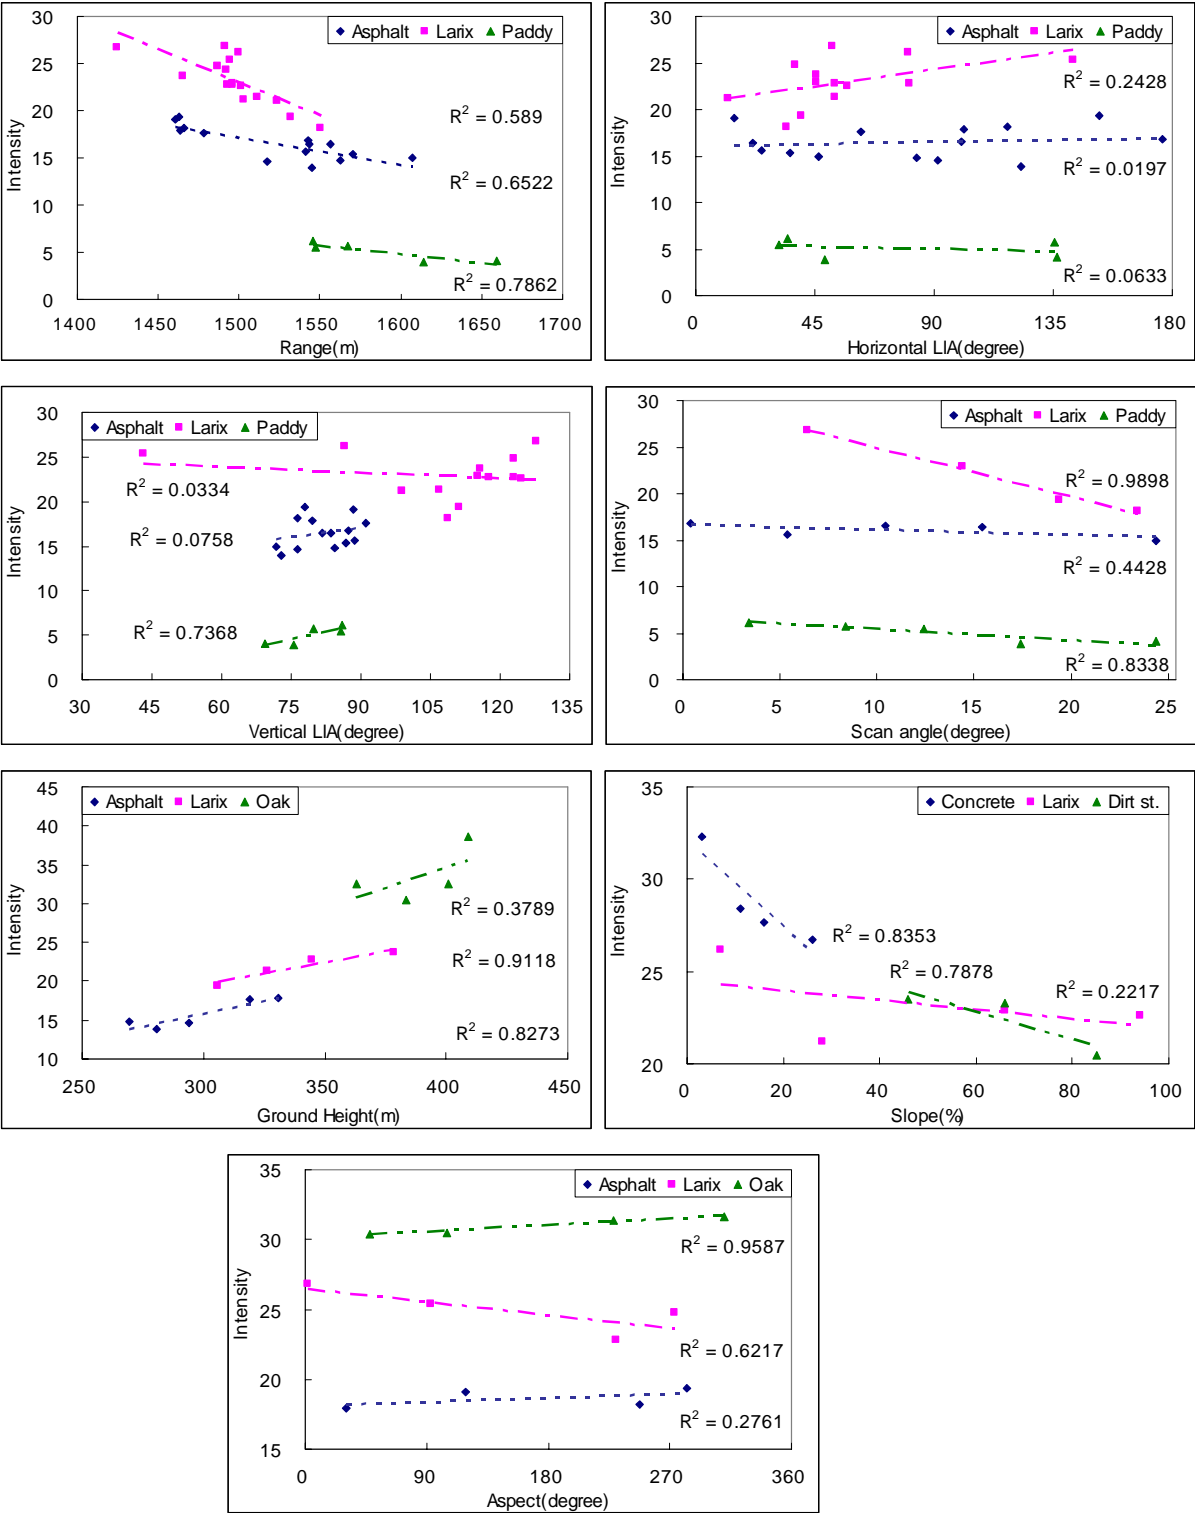 Asphalt Larix Paddy
30
25
20
15
10
5
0
Intensity
R² = 0.589
R² = 0.6522
R² = 0.7862
1400 1450 1500 1550 1600 1650 1700
Range(m)
Asphalt Larix Paddy
30
25
20
15
10
5
0
Intensity
R² = 0.2428
R² = 0.0197
R² = 0.0633
0 45 90 135 180
Horizontal LIA(degree)
Asphalt Larix Paddy
30
25
20
15
10
5
0
Intensity
R² = 0.0334
R² = 0.0758
R² = 0.7368
30 45 60 75 90 105 120 135
Vertical LIA(degree)
Asphalt Larix Paddy
30
25
20
15
10
5
0
Intensity
R² = 0.9898
R² = 0.4428
R² = 0.8338
0 5 10 15 20 25
Scan angle(degree)
Asphalt Larix Oak
45
40
35
30
25
20
15
10
Intensity
R² = 0.3789
R² = 0.9118
R² = 0.8273
250 300 350 400 450
Ground Height(m)
Concrete Larix Dirt st.
35
30
25
20
Intensity
R² = 0.8353
R² = 0.7878
R² = 0.2217
0 20 40 60 80 100
Slope(%)
Asphalt Larix Oak
35
30
25
20
15
Intensity
R² = 0.9587
R² = 0.6217
R² = 0.2761
0 90 180 270 360
Aspect(degree)